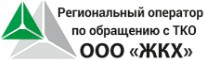 Региональный оператор
по обращению с ТКО
ООО «ЖКХ»